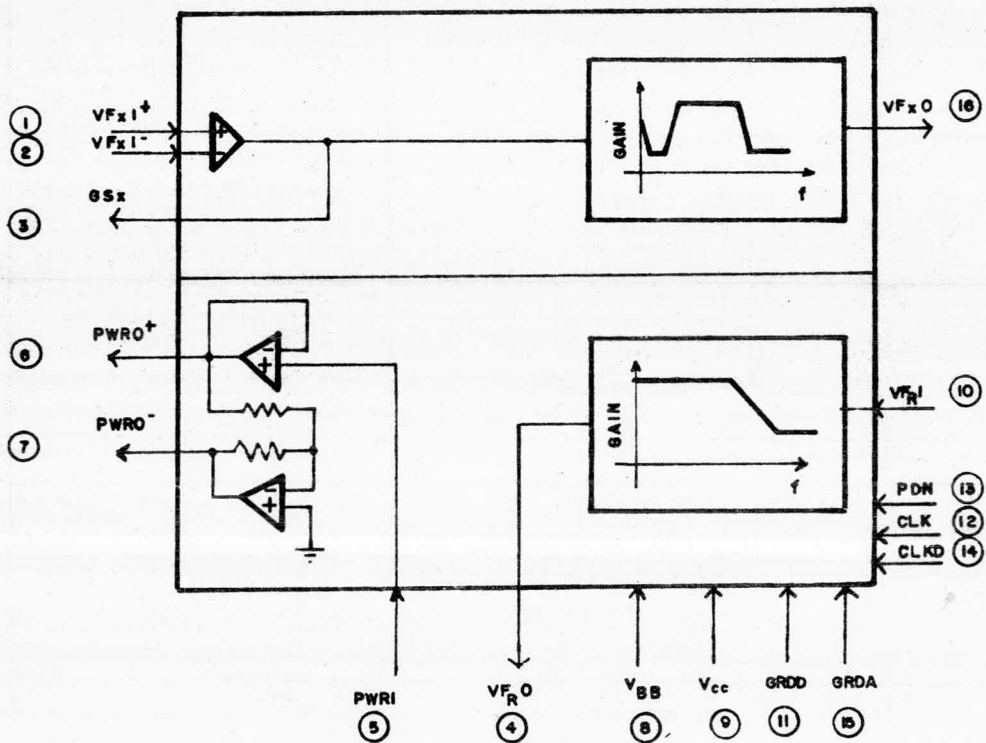 1 VFxI+
2 VFxI-
GSx
3
GAIN
f
VFxO 16
6 PWRO+
7 PWRO-
GAIN
f
VFRI 10
PDN 13
CLK 12
CLKD 14
PWRI
5
VFRO
4
VBB
8
Vcc
9
GRDD
11
GRDA
15